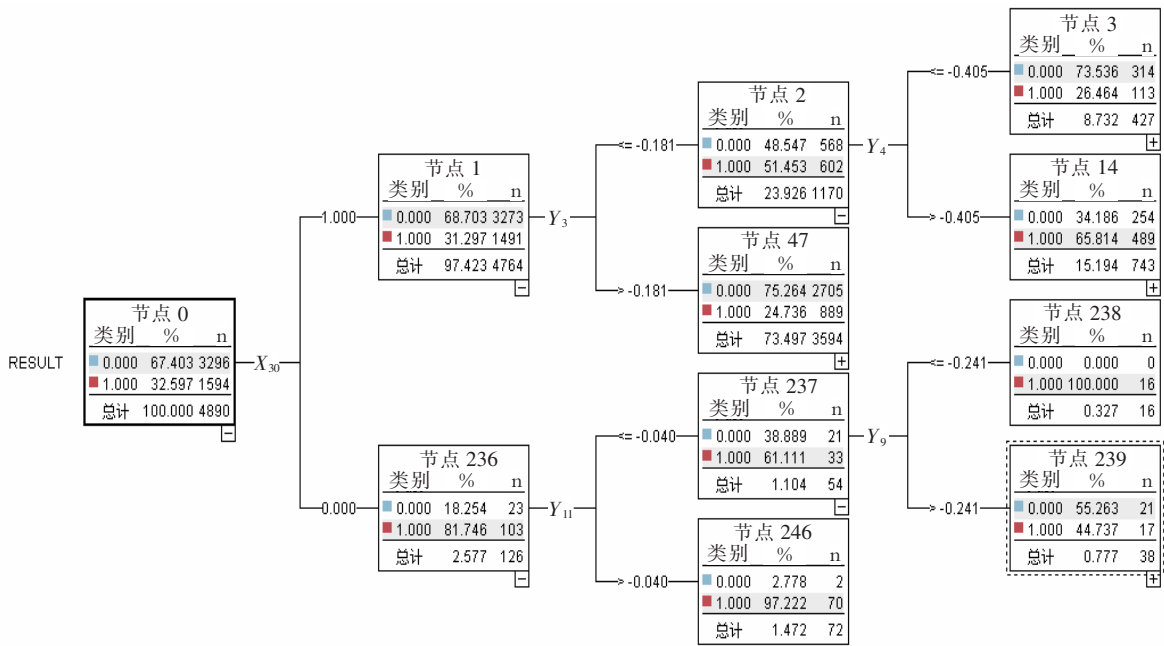 RESULT
节点 0
类别 % n
0.000 67.403 3296
1.000 32.597 1594
总计 100.000 4890
X30
1.000
节点 1
类别 % n
0.000 68.703 3273
1.000 31.297 1491
总计 97.423 4764
Y3
<= -0.181
节点 2
类别 % n
0.000 48.547 568
1.000 51.453 602
总计 23.926 1170
Y4
<= -0.405
节点 3
类别 % n
0.000 73.536 314
1.000 26.464 113
总计 8.732 427
> -0.405
节点 14
类别 % n
0.000 34.186 254
1.000 65.814 489
总计 15.194 743
> -0.181
节点 47
类别 % n
0.000 75.264 2705
1.000 24.736 889
总计 73.497 3594
0.000
节点 236
类别 % n
0.000 18.254 23
1.000 81.746 103
总计 2.577 126
Y11
<= -0.040
节点 237
类别 % n
0.000 38.889 21
1.000 61.111 33
总计 1.104 54
Y9
<= -0.241
节点 238
类别 % n
0.000 0.000 0
1.000 100.000 16
总计 0.327 16
> -0.241
节点 239
类别 % n
0.000 55.263 21
1.000 44.737 17
总计 0.777 38
> -0.040
节点 246
类别 % n
0.000 2.778 2
1.000 97.222 70
总计 1.472 72